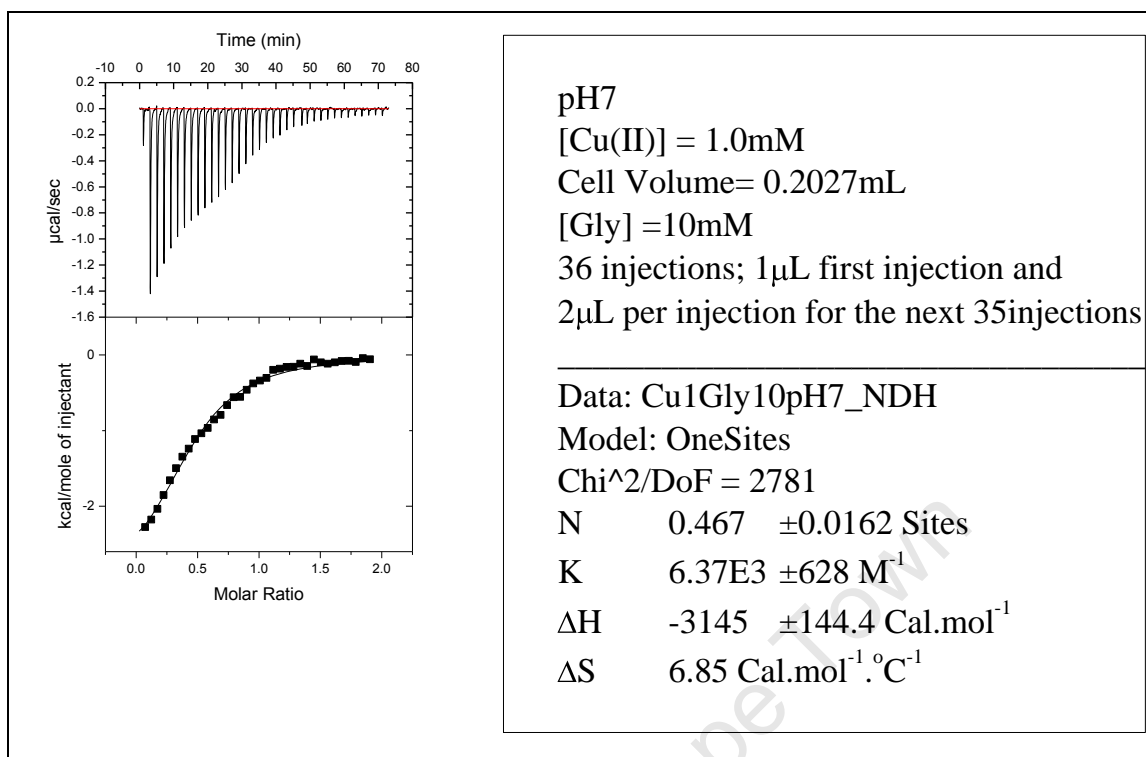 Time (min)
-10 0 10 20 30 40 50 60 70 80
0.2
0.0
-0.2
-0.4
-0.6
-0.8
-1.0
-1.2
-1.4
-1.6
µcal/sec
0
-2
kcal/mole of injectant
0.0 0.5 1.0 1.5 2.0
Molar Ratio
pH7
[Cu(II)] = 1.0mM
Cell Volume= 0.2027mL
[Gly] =10mM
36 injections; 1µL first injection and
2µL per injection for the next 35injections
Data: Cu1Gly10pH7_NDH
Model: OneSites
Chi^2/DoF = 2781
N 0.467 ±0.0162 Sites
K 6.37E3 ±628 M-1
∆H -3145 ±144.4 Cal.mol-1
∆S 6.85 Cal.mol-1.oC-1
pe Town